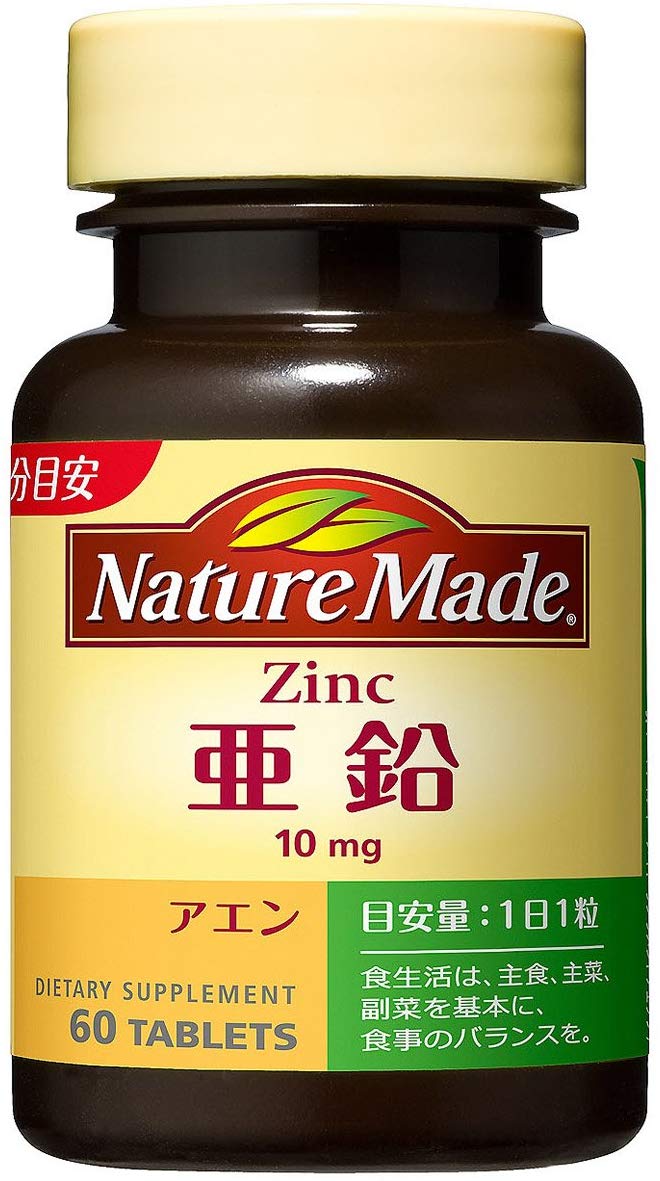 分目安
Nature Made®
Zinc
亜鉛
10 mg
アエン
DIETARY SUPPLEMENT
60 TABLETS
目安量：1日1粒
食生活は、主食、主菜、
副菜を基本に、
食事のバランスを。